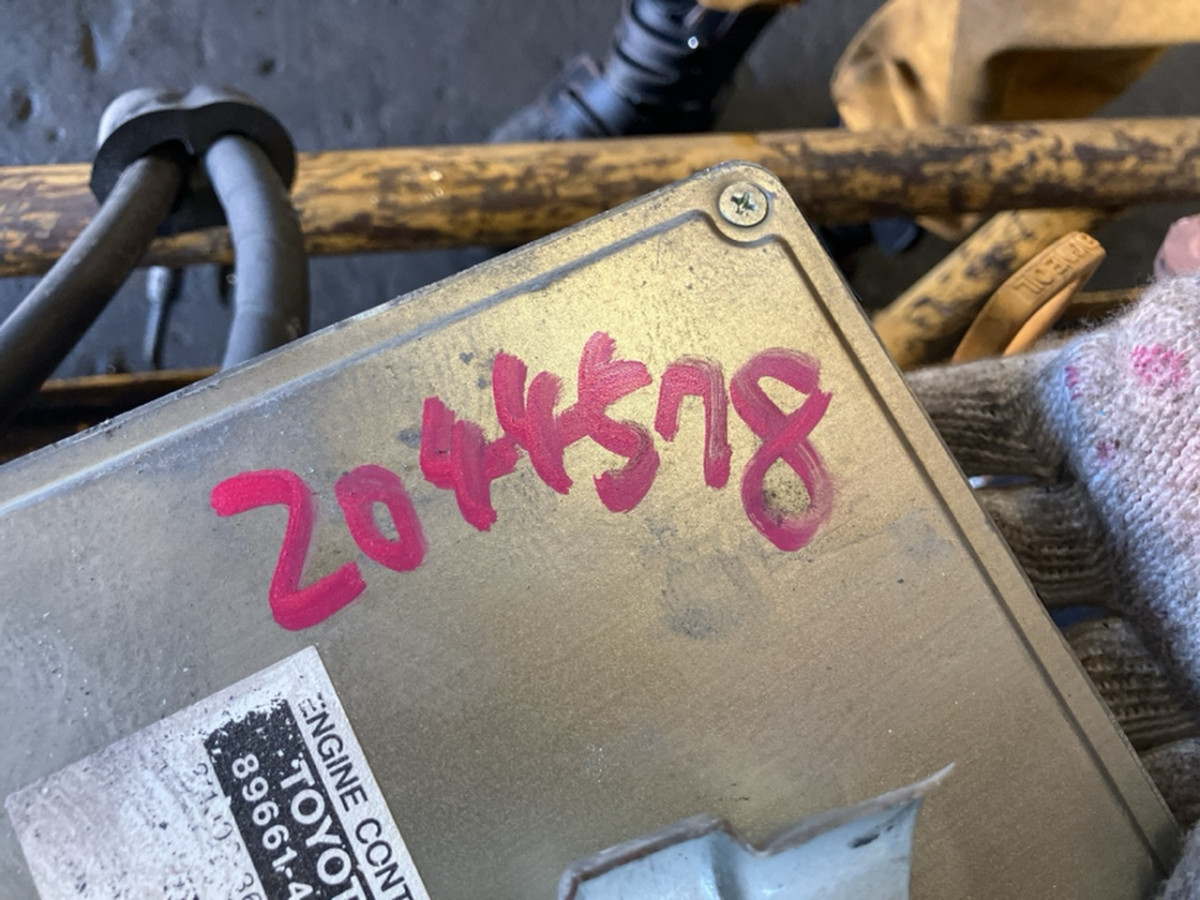 2044578
ENGINE CONT
TOYOT
89661-4